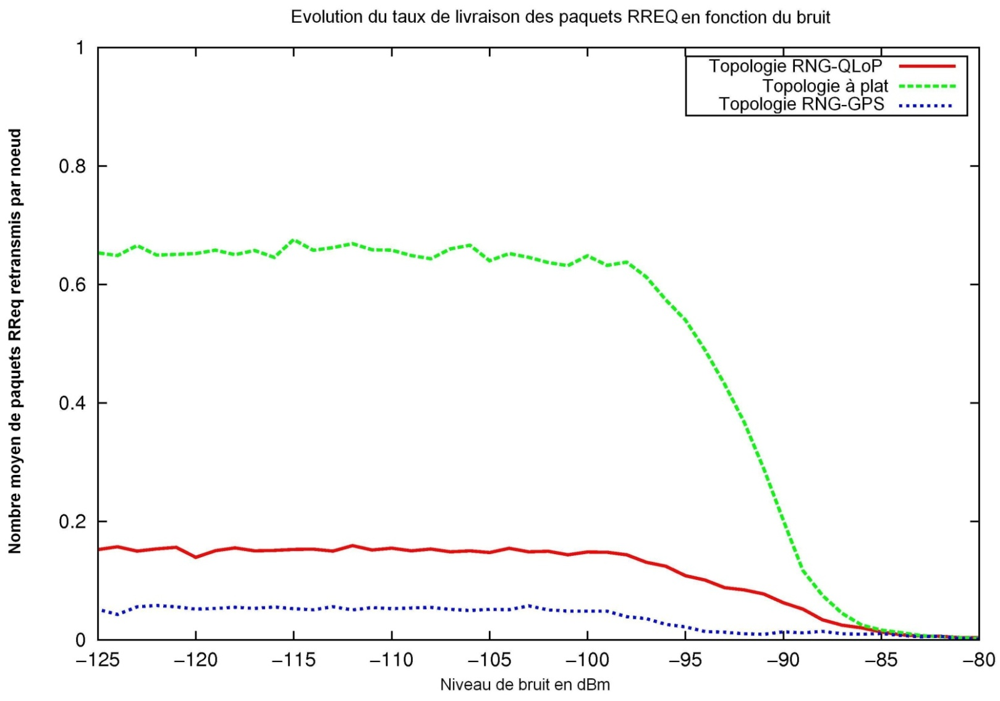 Evolution du taux de livraison des paquets RREQ en fonction du bruit
Nombre moyen de paquets RReq retransmis par noeud
1
0.8
0.6
0.4
0.2
0
Topologie RNG-QLoP
Topologie à plat
Topologie RNG-GPS
−125 −120 −115 −110 −105 −100 −95 −90 −85 −80
Niveau de bruit en dBm